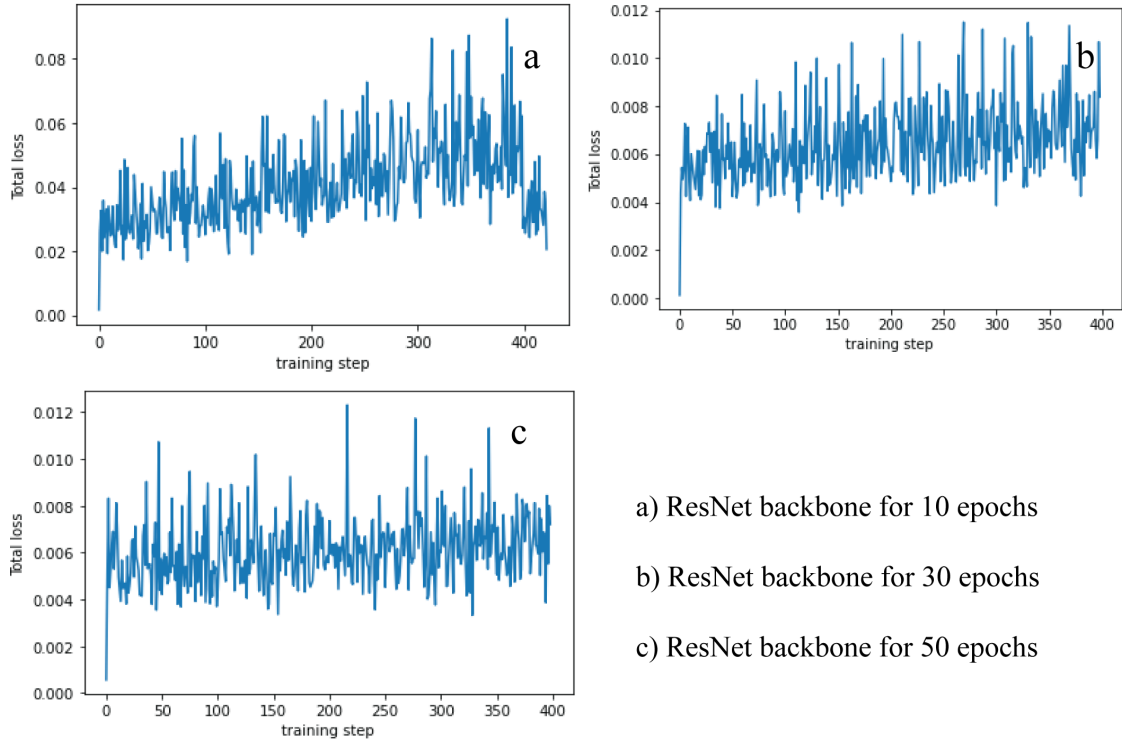 a
Total loss
0.08
0.06
0.04
0.02
0.00
0 100 200 300 400
training step
b
Total loss
0.012
0.010
0.008
0.006
0.004
0.002
0.000
0 50 100 150 200 250 300 350 400
training step
c
Total loss
0.012
0.010
0.008
0.006
0.004
0.002
0.000
0 50 100 150 200 250 300 350 400
training step
a) ResNet backbone for 10 epochs
b) ResNet backbone for 30 epochs
c) ResNet backbone for 50 epochs